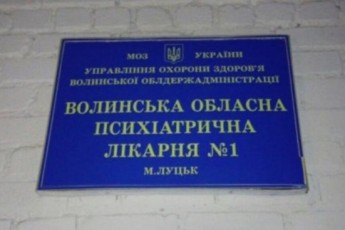 МОЗ УКРАЇНИ
УПРАВЛІННЯ ОХОРОНИ ЗДОРОВ'Я
ВОЛИНСЬКОЇ ОБЛДЕРЖАДМІНІСТРАЦІЇ
ВОЛИНСЬКА ОБЛАСНА
ПСИХІАТРИЧНА
ЛІКАРНЯ №1
М.ЛУЦЬК